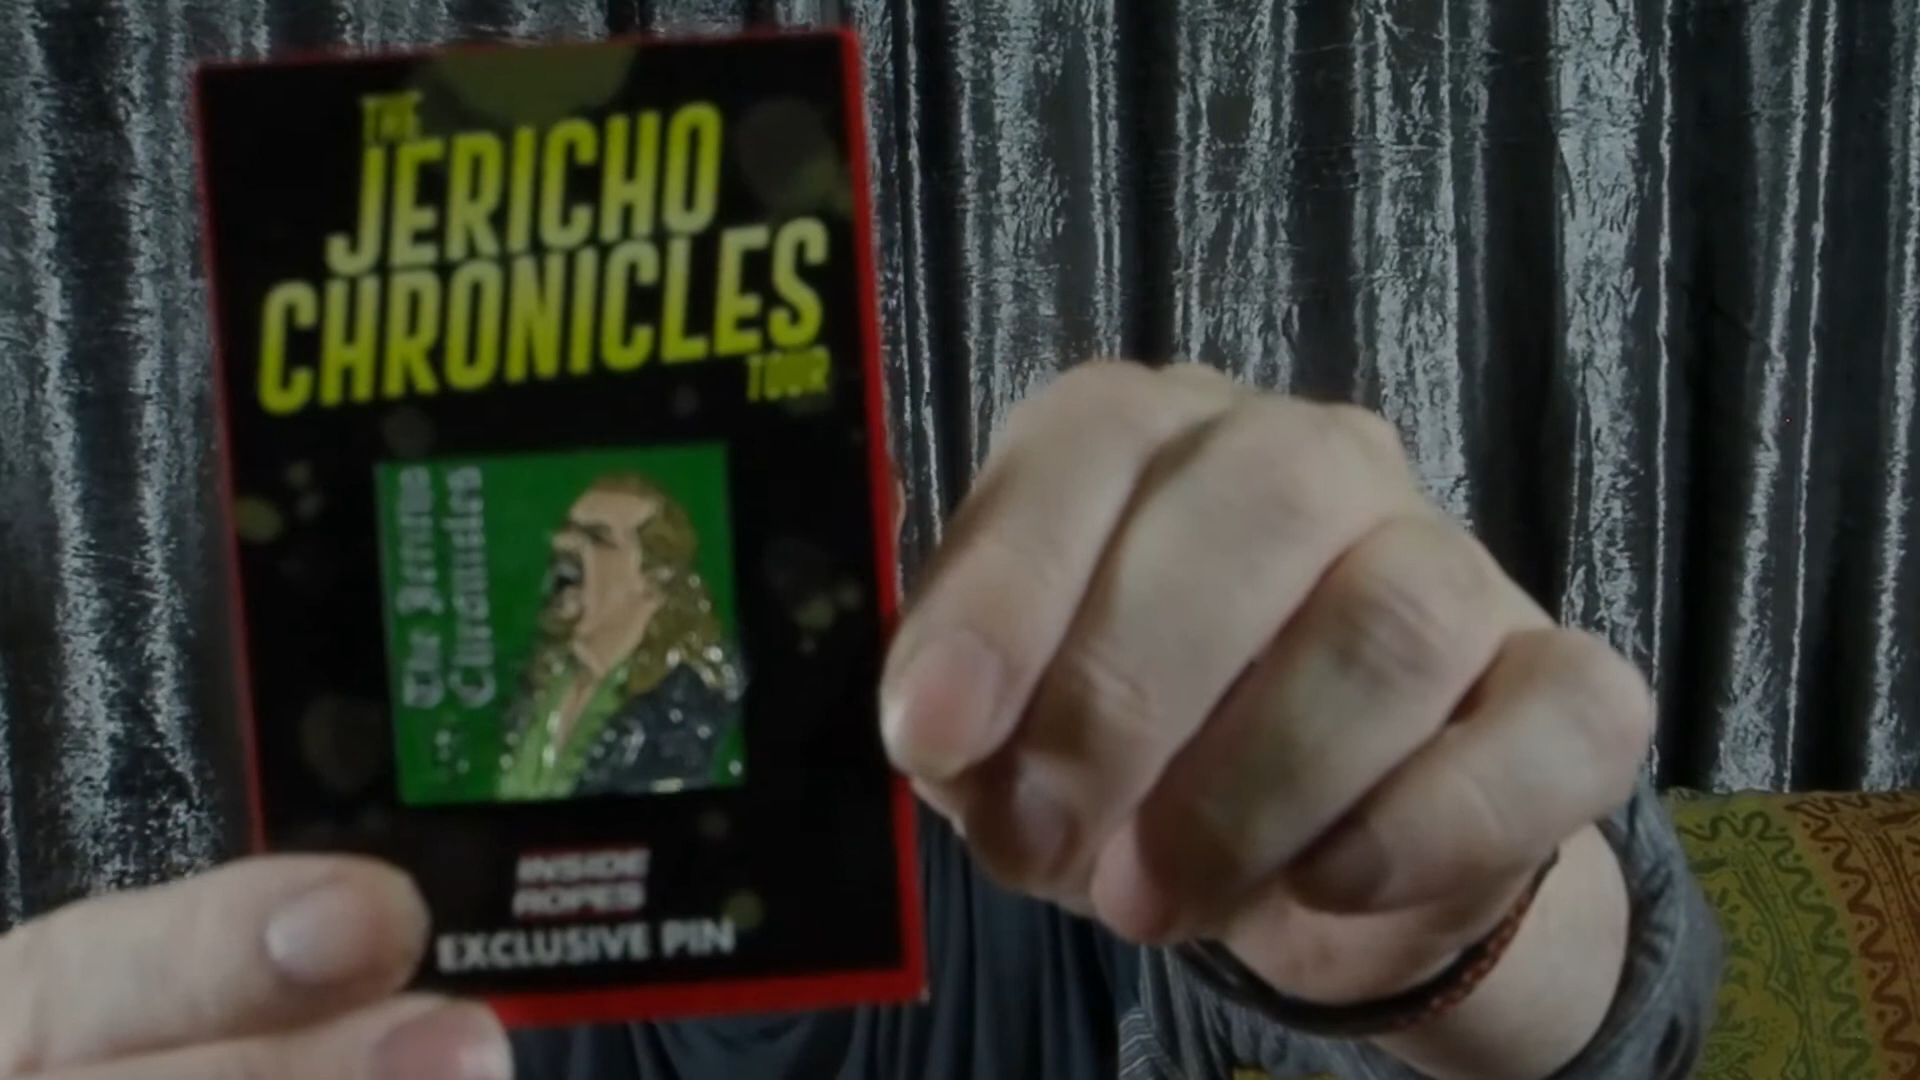 THE
JERICHO
CHRONICLES
TOUR
The Jericho
Chronicles
INSIDE
ROPES
EXCLUSIVE PIN